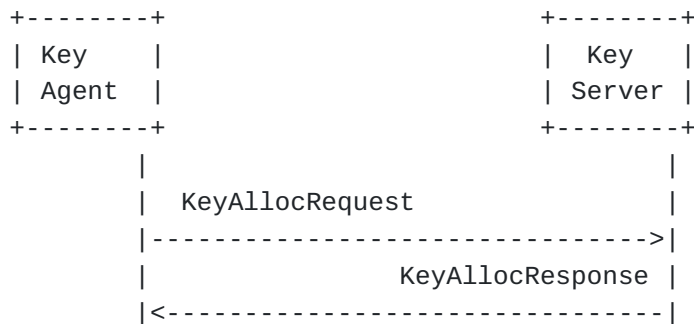 Key Key
Agent Server
KeyAllocRequest
KeyAllocResponse